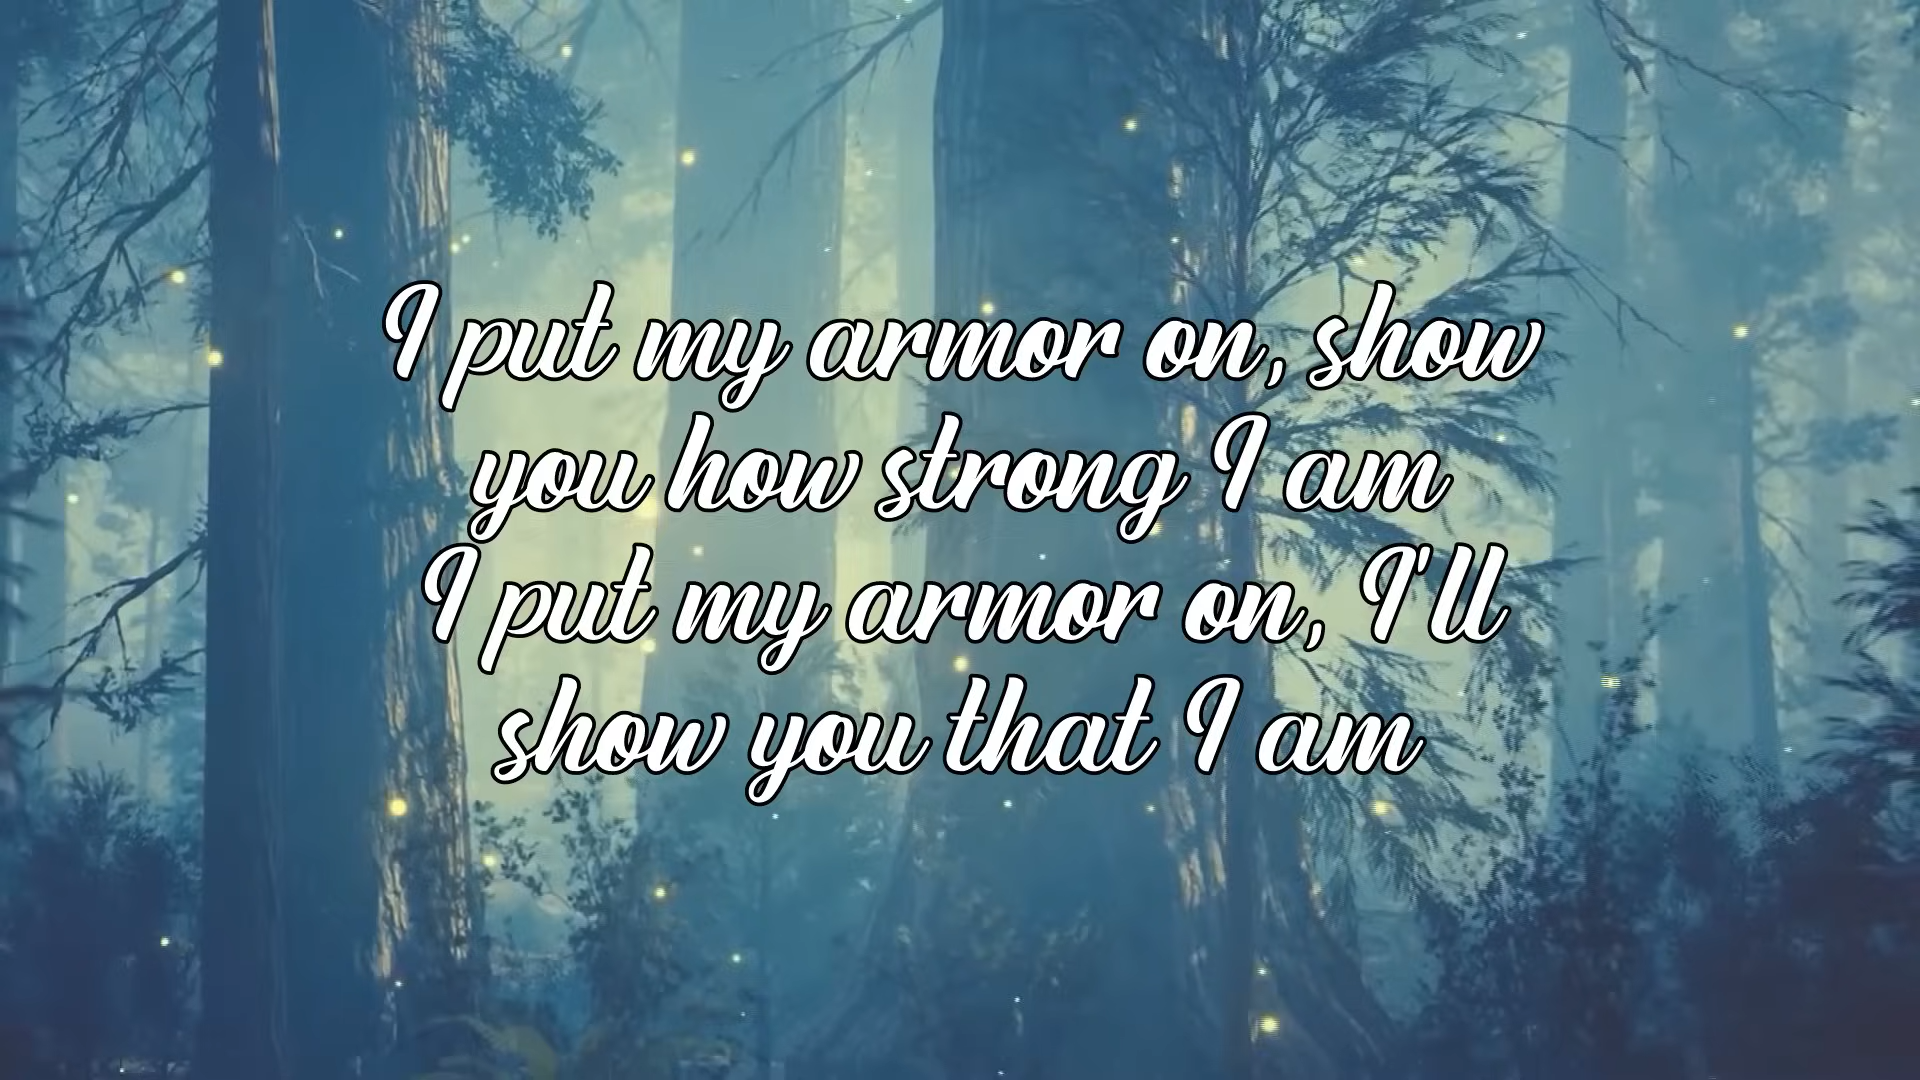 I put my armor on, show
you how strong I am
I put my armor on, I'll
show you that I am